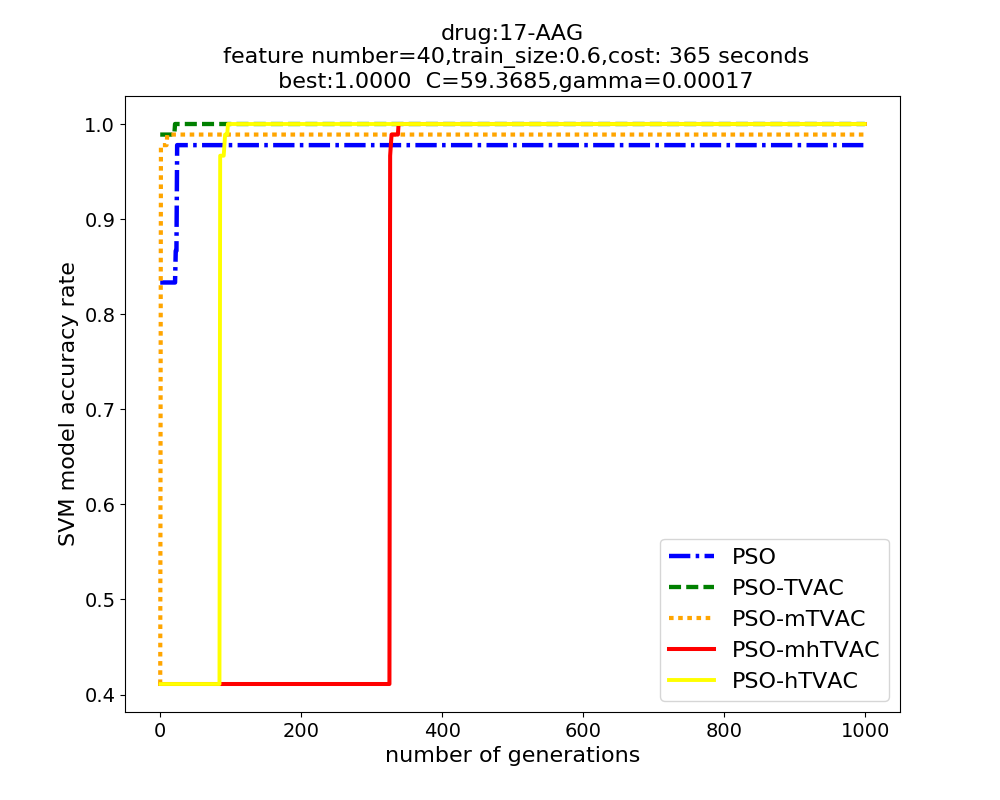 drug:17-AAG
feature number=40,train_size:0.6,cost: 365 seconds
best:1.0000  C=59.3685,gamma=0.00017
1.0
0.9
0.8
0.7
0.6
0.5
0.4
SVM model accuracy rate
PSO
PSO-TVAC
PSO-mTVAC
PSO-mhTVAC
PSO-hTVAC
0 200 400 600 800 1000
number of generations